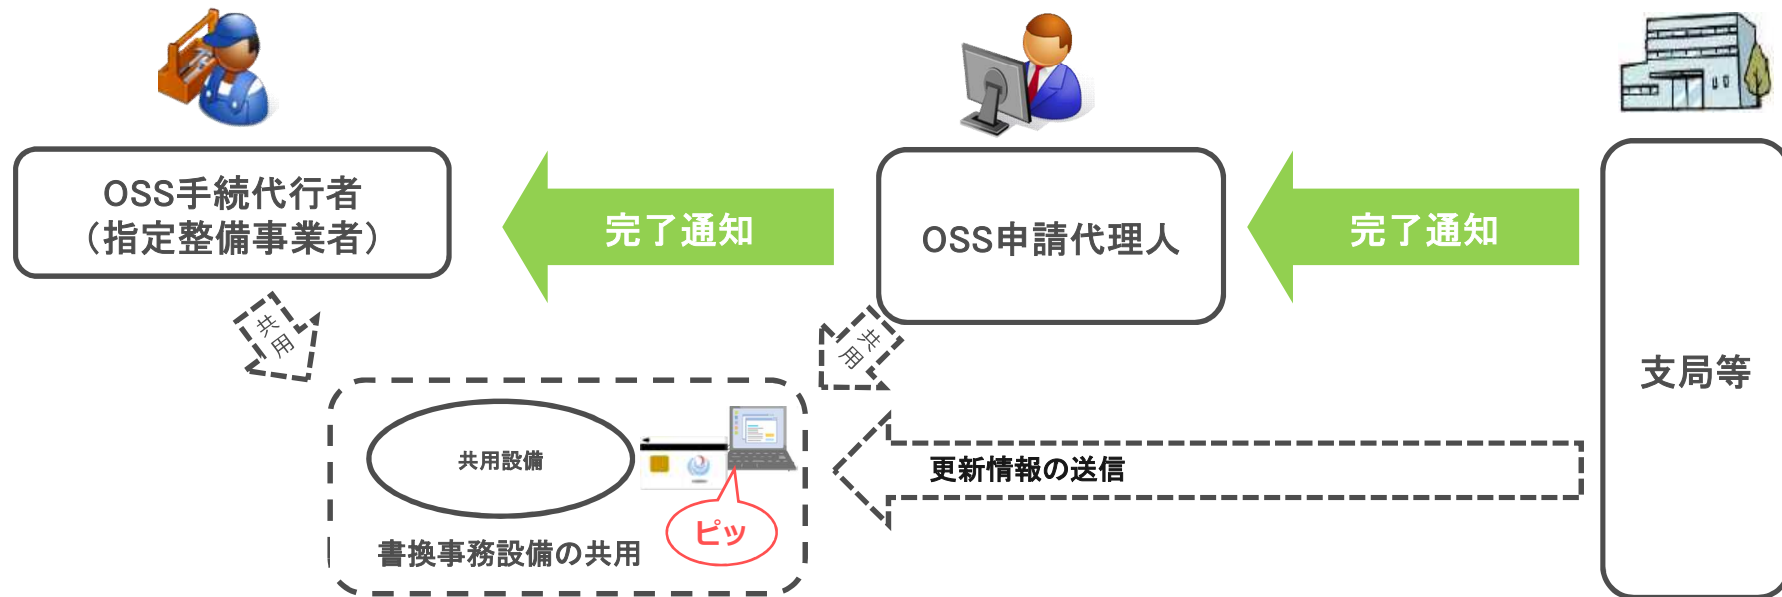 OSS手続代行者
（指定整備事業者）
完了通知
OSS申請代理人
完了通知
支局等
共用
共用
共用設備
ピッ
書換事務設備の共用
更新情報の送信